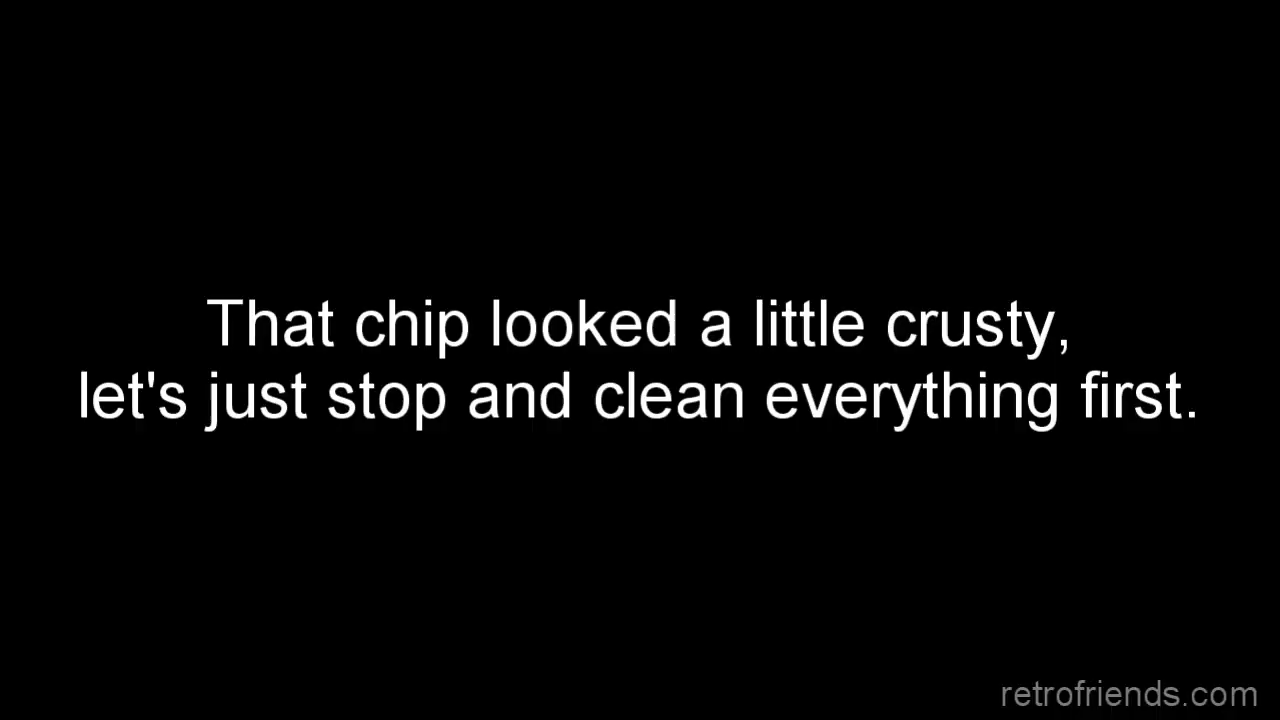 That chip looked a little crusty,
let's just stop and clean everything first.
retrofriends.com